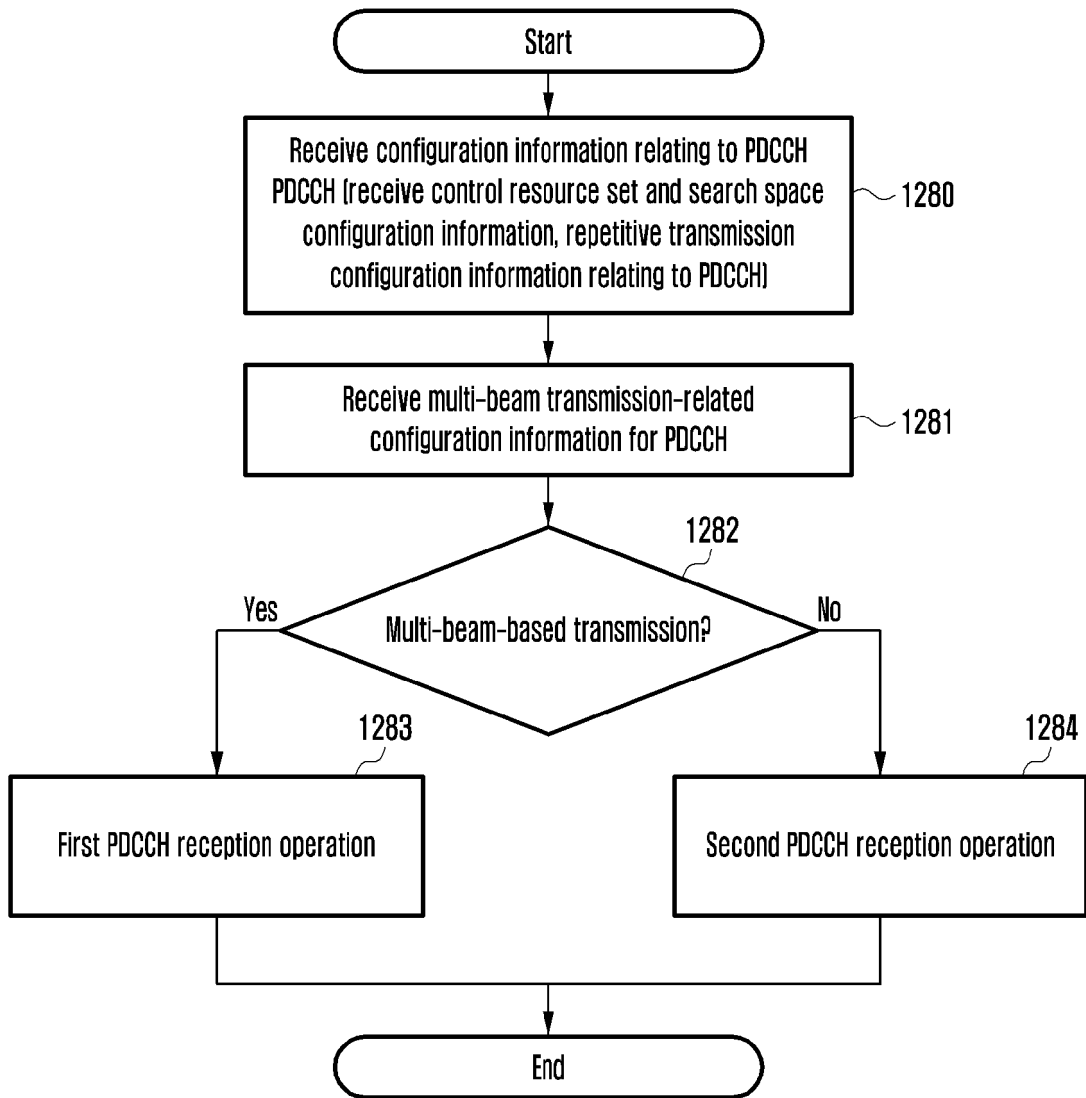 Start
Receive configuration information relating to PDCCH
PDCCH (receive control resource set and search space
configuration information, repetitive transmission
configuration information relating to PDCCH)
1280
Receive multi-beam transmission-related
configuration information for PDCCH
1281
1282
Yes
Multi-beam-based transmission?
No
1283
First PDCCH reception operation
1284
Second PDCCH reception operation
End